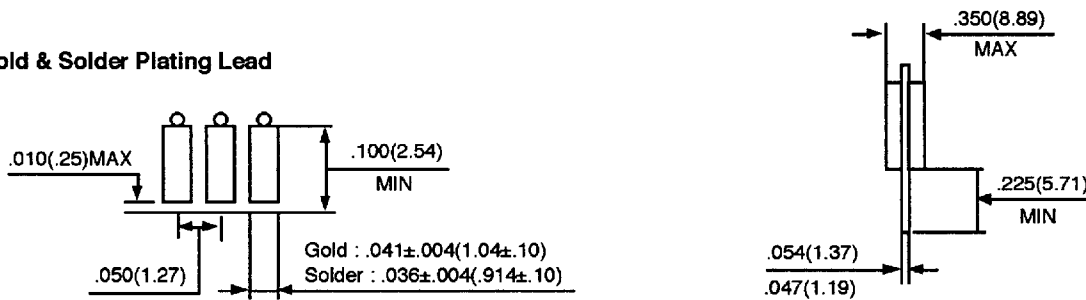 old & Solder Plating Lead
.010(.25)MAX
.100(2.54)
MIN
.050(1.27)
Gold : .041±.004(1.04±.10)
Solder : .036±.004(.914±.10)
.350(8.89)
MAX
.225(5.71)
MIN
.054(1.37)
.047(1.19)